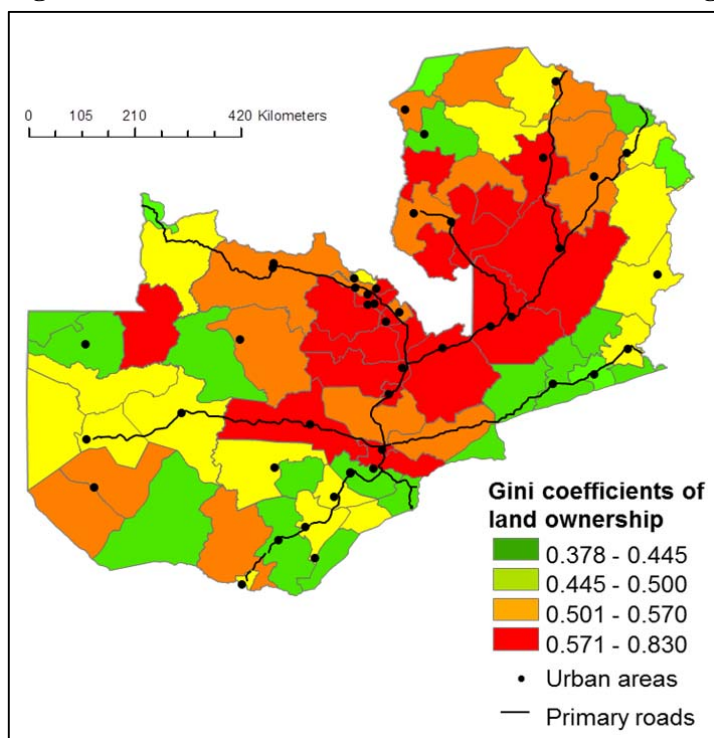 0 105 210 420 Kilometers
Gini coefficients of
land ownership
0.378 - 0.445
0.445 - 0.500
0.501 - 0.570
0.571 - 0.830
Urban areas
Primary roads